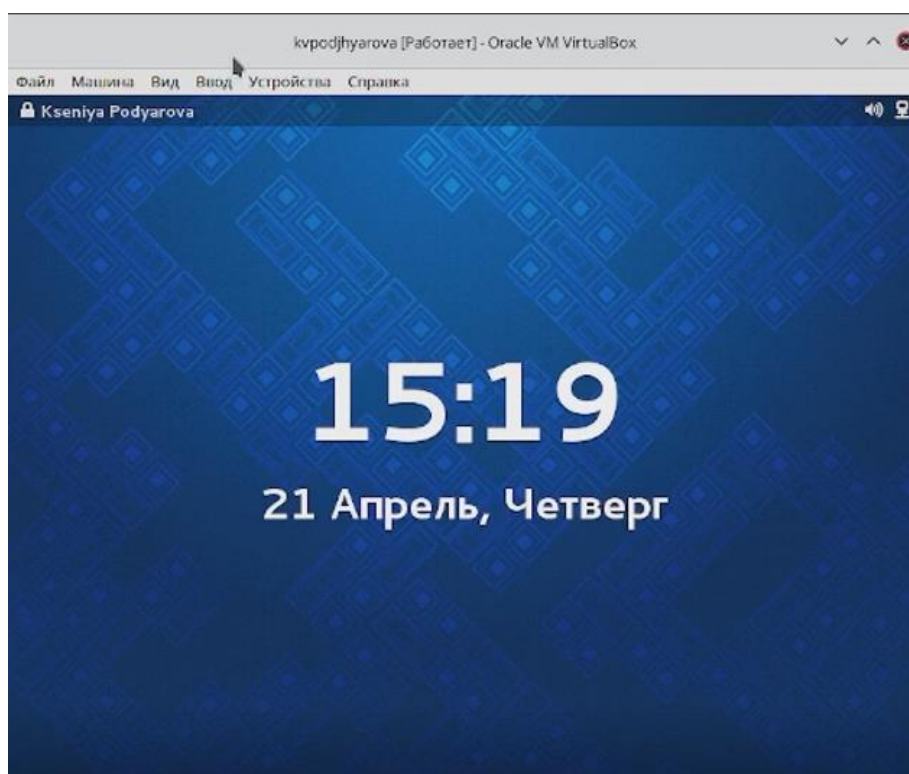 kvpodjhyarova [Работает] - Oracle VM VirtualBox
Файл Машина Вид Ввод Устройства Справка
Kseniya Podyarova
15:19
21 Апрель, Четверг